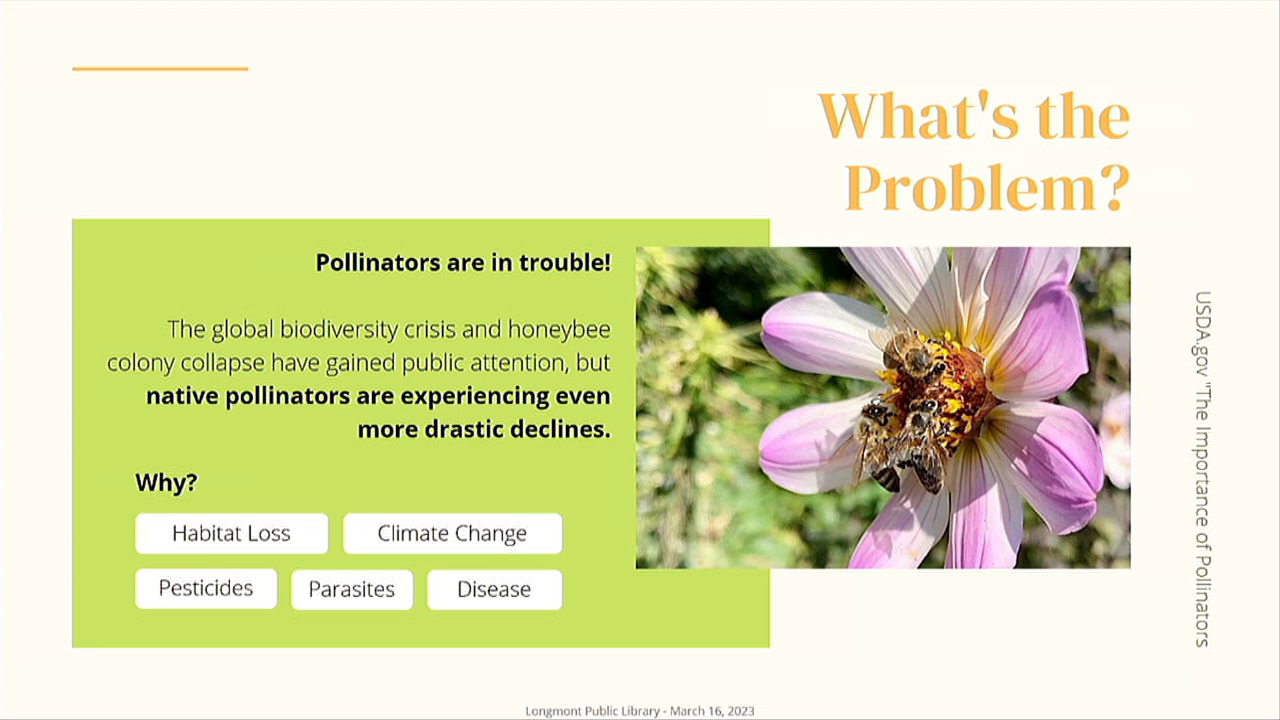 What's the
Problem?
Pollinators are in trouble!
The global biodiversity crisis and honeybee
colony collapse have gained public attention, but
native pollinators are experiencing even
more drastic declines.
Why?
Habitat Loss
Climate Change
Pesticides
Parasites
Disease
USDA.gov "The Importance of Pollinators
Longmont Public Library - March 16, 2023